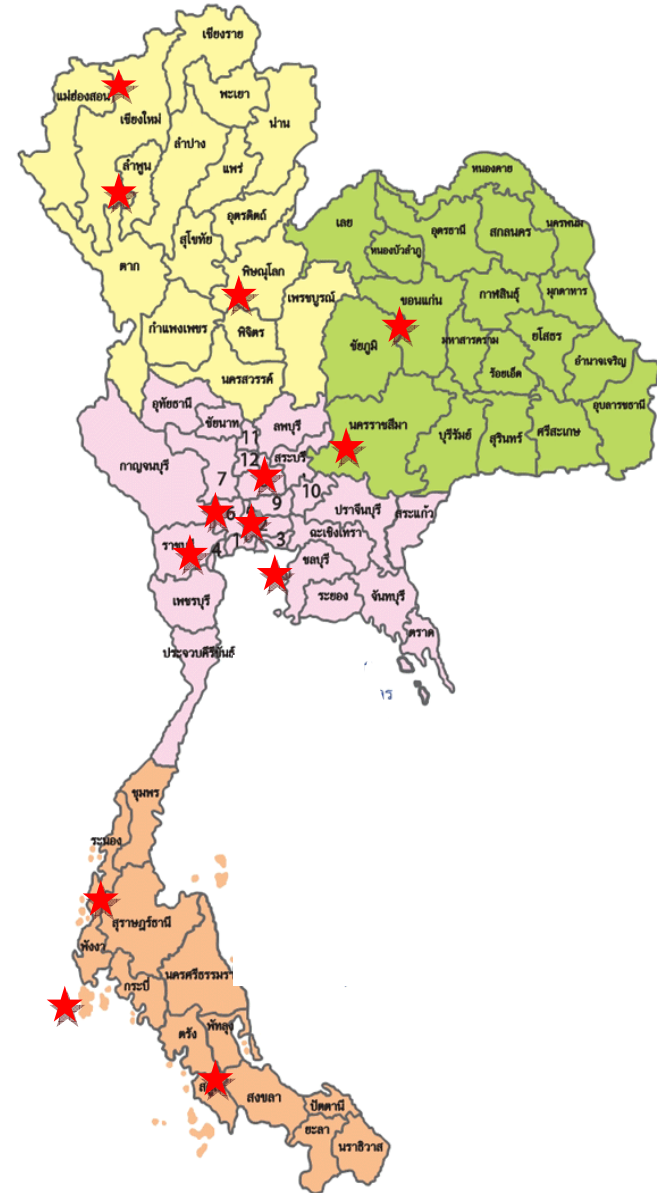 เชียงราย
แม่ฮ่องสอน
พะเยา
เชียงใหม่
น่าน
ลำปาง
ลำพูน
แพร่
อุตรดิตถ์
สุโขทัย
ตาก
พิษณุโลก
เพรชบูรณ์
กำแพงเพชร
พิจิตร
นครสวรรค์
หนองคาย
เลย
อุดรธานี
สกลนคร
นครพนม
หนองบัวลำภู
ขอนแก่น
กาฬสินธุ์
มุกดาหาร
ชัยภูมิ
มหาสารคาม
ยโสธร
ร้อยเอ็ด
อำนาจเจริญ
อุบลารชธานี
นครราชสีมา
บุรีรัมย์
สุรินทร์
ศรีสะเกษ
อุทัยธานี
ชัยนาท
ลพบุรี
11
กาญจนบุรี
12
สระบรี
7
10
9
ปราจีนบุรี
สระแก้ว
6
2
ฉะเชิงเทรา
ราชบุ
4
1
3
ชลบุรี
เพชรบุรี
ระยอง
จันทบุรี
ตราด
ประจวบคีรีขันธ์
าร
ชุมพร
ระนอง
สุราษฎร์ธานี
พังงา
กระบี่
นครศรีธรรมรา
ตรัง
พัทลุง
ส
สงขลา
ปัตตานี
ยะลา
นราธิวาส